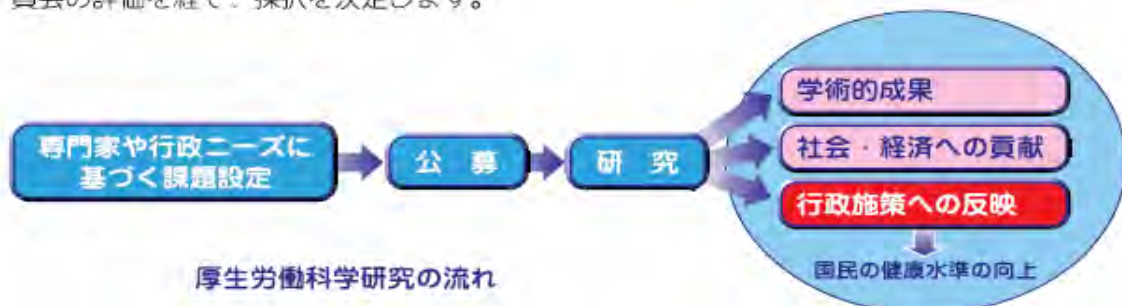 専門家や行政ニーズに
基づく課題設定
公 募
研 究
学術的成果
社会・経済への貢献
行政施策への反映
国民の健康水準の向上
厚生労働科学研究の流れ